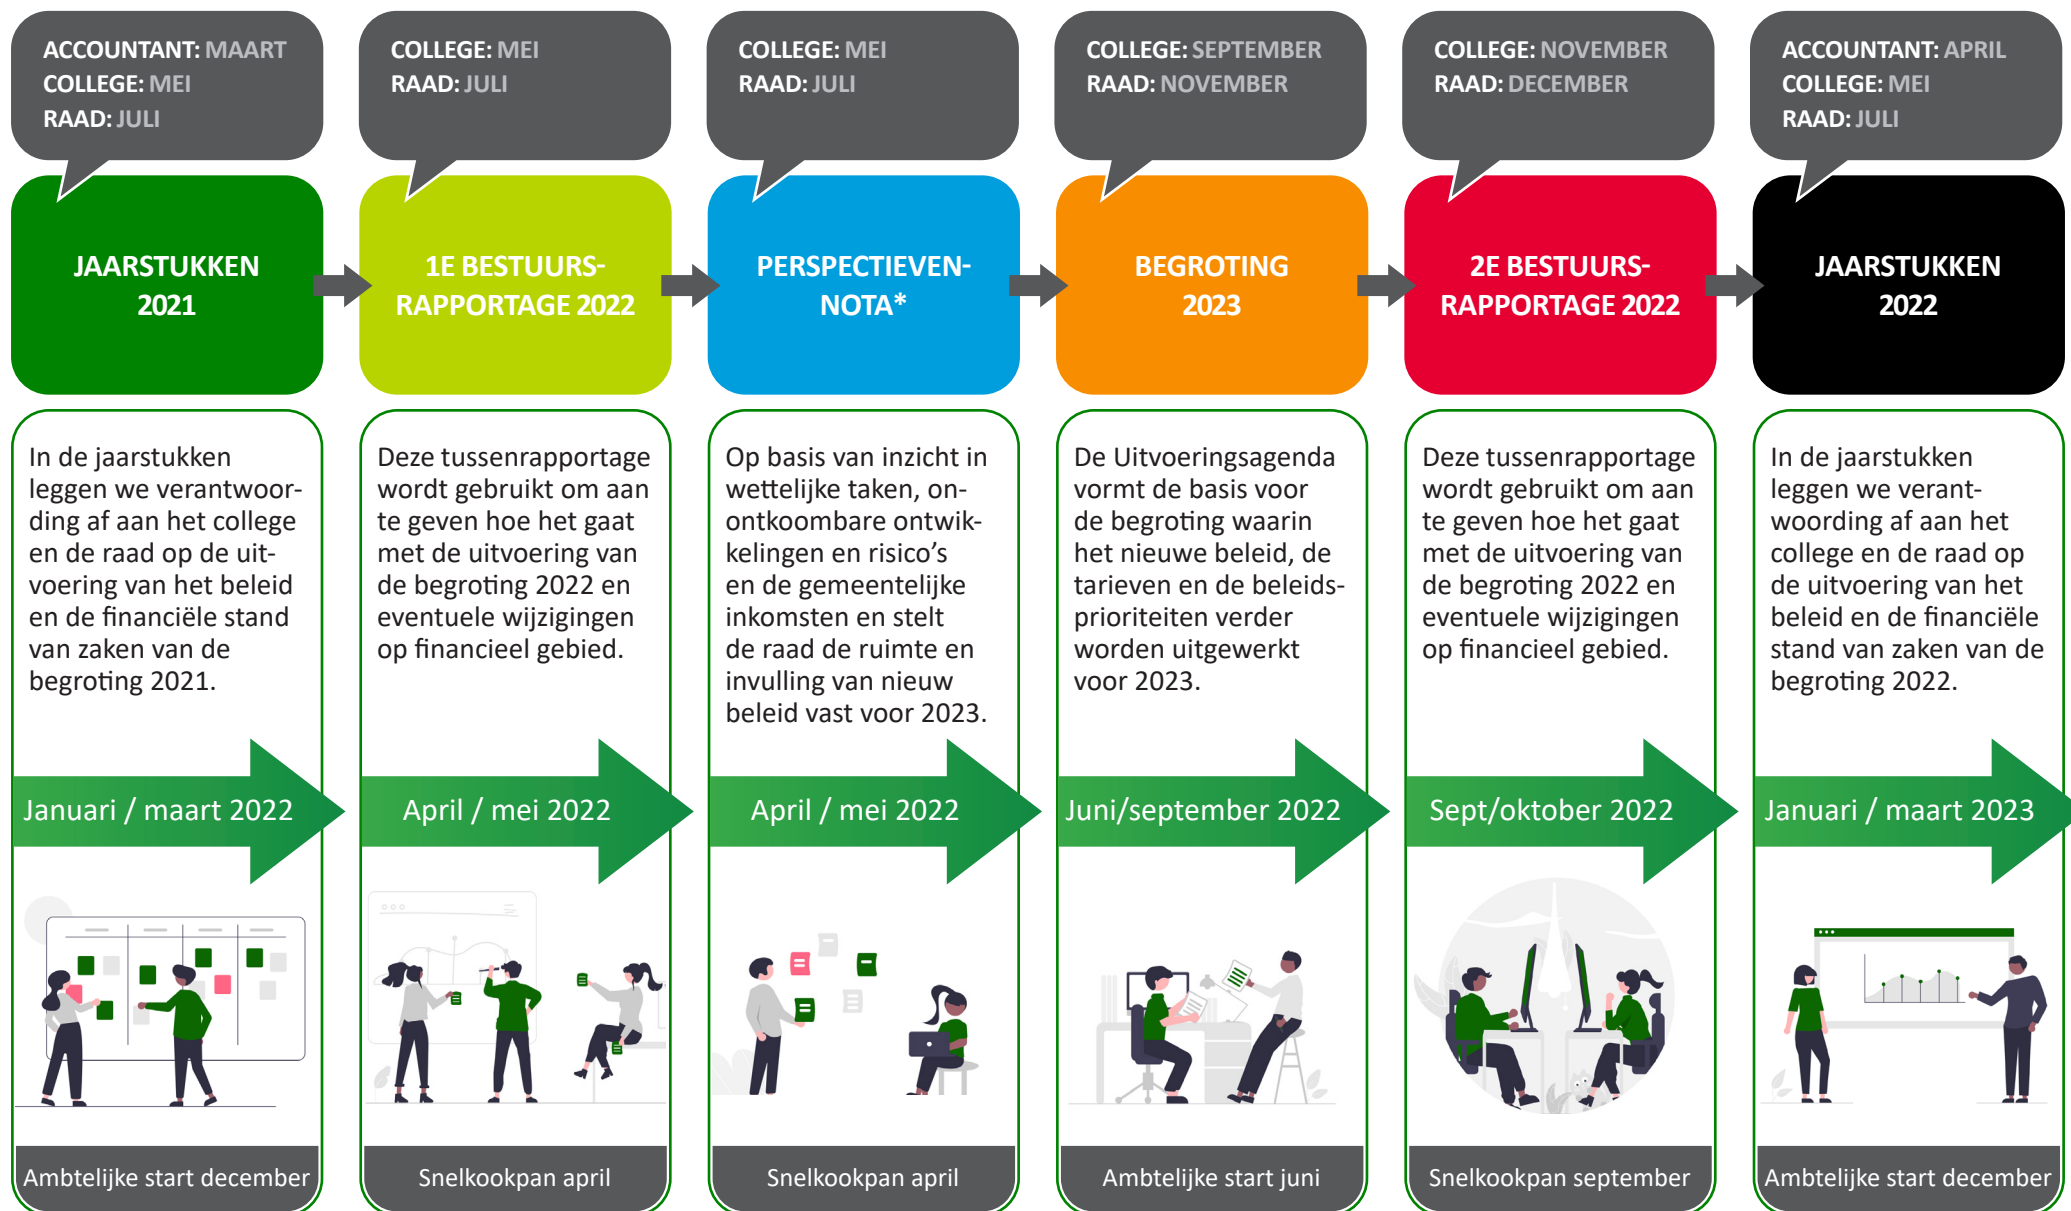 ACCOUNTANT: MAART
COLLEGE: MEI
RAAD: JULI
JAARSTUKKEN
2021
In de jaarstukken
leggen we verantwoor-
ding af aan het college
en de raad op de uit-
voering van het beleid
en de financiële stand
van zaken van de
begroting 2021.
Januari / maart 2022
Ambtelijke start december
COLLEGE: MEI
RAAD: JULI
1E BESTUURS-
RAPPORTAGE 2022
Deze tussenrapportage
wordt gebruikt om aan
te geven hoe het gaat
met de uitvoering van
de begroting 2022 en
eventuele wijzigingen
op financieel gebied.
April / mei 2022
Snelkookpan april
COLLEGE: MEI
RAAD: JULI
PERSPECTIEVEN-
NOTA*
Op basis van inzicht in
wettelijke taken, on-
ontkoombare ontwik-
kelingen en risico's
en de gemeentelijke
inkomsten en stelt
de raad de ruimte en
invulling van nieuw
beleid vast voor 2023.
April / mei 2022
Snelkookpan april
COLLEGE: SEPTEMBER
RAAD: NOVEMBER
BEGROTING
2023
De Uitvoeringsagenda
vormt de basis voor
de begroting waarin
het nieuwe beleid, de
tarieven en de beleids-
prioriteiten verder
worden uitgewerkt
voor 2023.
Juni/september 2022
Ambtelijke start juni
COLLEGE: NOVEMBER
RAAD: DECEMBER
2E BESTUURS-
RAPPORTAGE 2022
Deze tussenrapportage
wordt gebruikt om aan
te geven hoe het gaat
met de uitvoering van
de begroting 2022 en
eventuele wijzigingen
op financieel gebied.
Sept/oktober 2022
Snelkookpan september
ACCOUNTANT: APRIL
COLLEGE: MEI
RAAD: JULI
JAARSTUKKEN
2022
In de jaarstukken
leggen we verant-
woording af aan het
college en de raad op
de uitvoering van het
beleid en de financiële
stand van zaken van de
begroting 2022.
Januari / maart 2023
Ambtelijke start december